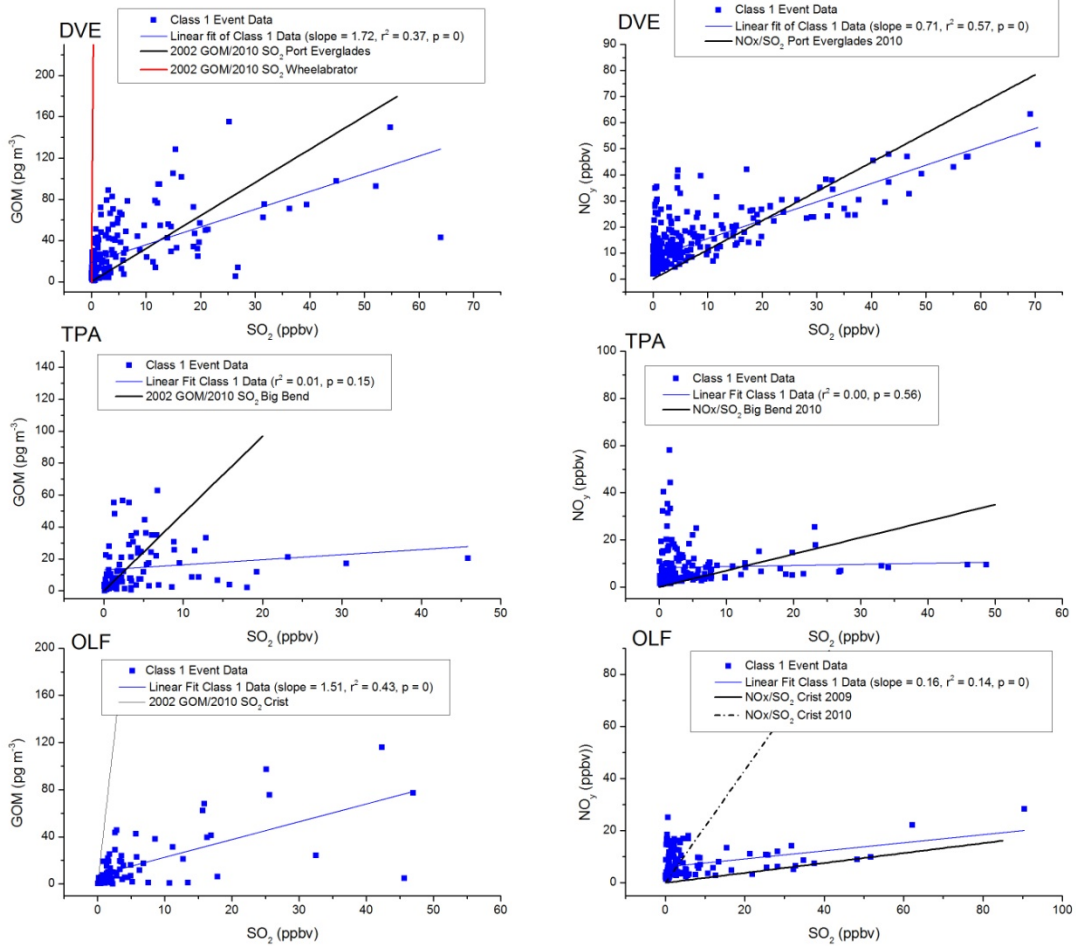 DVE
Class 1 Event Data
Linear fit of Class 1 Data (slope = 1.72, r² = 0.37, p = 0)
2002 GOM/2010 SO₂ Port Everglades
2002 GOM/2010 SO₂ Wheelabrator
GOM (pg m⁻³)
200
160
120
80
40
0
0 10 20 30 40 50 60 70
SO₂ (ppbv)
DVE
Class 1 Event Data
Linear fit of Class 1 Data (slope = 0.71, r² = 0.57, p = 0)
NOx/SO₂ Port Everglades 2010
NOy (ppbv)
90
80
70
60
50
40
30
20
10
0
0 10 20 30 40 50 60 70
SO₂ (ppbv)
TPA
Class 1 Event Data
Linear Fit Class 1 Data (r² = 0.01, p = 0.15)
2002 GOM/2010 SO₂ Big Bend
GOM (pg m⁻³)
140
120
100
80
60
40
20
0
0 10 20 30 40 50
SO₂ (ppbv)
TPA
Class 1 Event Data
Linear Fit Class 1 Data (r² = 0.00, p = 0.56)
NOx/SO₂ Big Bend 2010
NOy (ppbv)
100
80
60
40
20
0
0 10 20 30 40 50 60
SO₂ (ppbv)
OLF
Class 1 Event Data
Linear Fit Class 1 Data (slope = 1.51, r² = 0.43, p = 0)
2002 GOM/2010 SO₂ Crist
GOM (pg m⁻³)
200
160
120
80
40
0
0 10 20 30 40 50 60
SO₂ (ppbv)
OLF
Class 1 Event Data
Linear Fit Class 1 Data (slope = 0.16, r² = 0.14, p = 0)
NOx/SO₂ Crist 2009
NOx/SO₂ Crist 2010
NOy (ppbv))
80
60
40
20
0
0 20 40 60 80 100
SO₂ (ppbv)